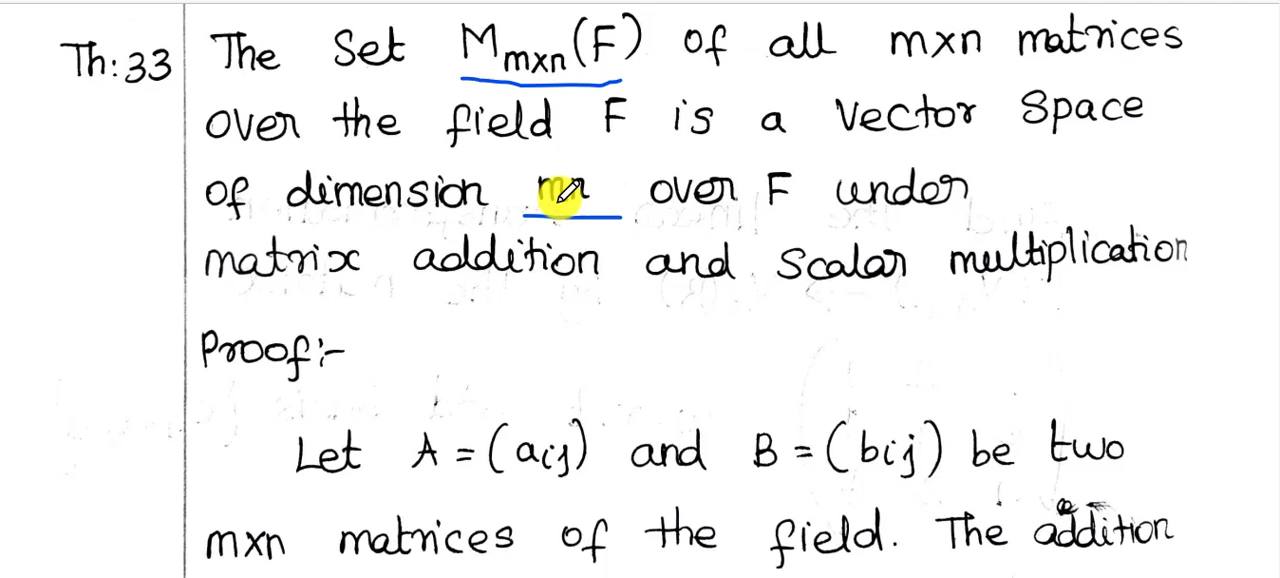 Th:33 The Set Mmxn(F) of all mxn matrices
over the field F is a Vector Space
of dimension mn over F under
matrix addition and scalar multiplication
Proof:-
Let A = (aij) and B = (bij) be two
mxn matrices of the field. The addition